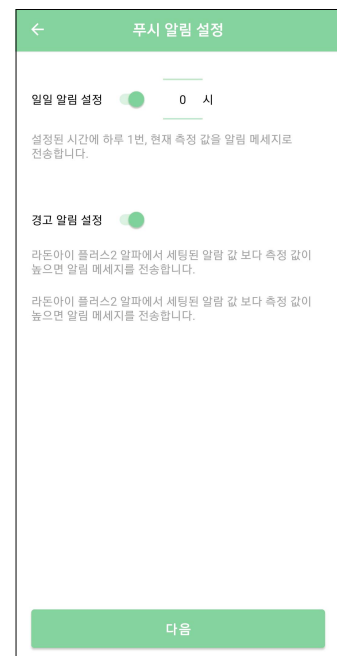 푸시 알림 설정
일일 알림 설정 0 시
설정된 시간에 하루 1번, 현재 측정 값을 알림 메세지로
전송합니다.
경고 알림 설정
라돈아이 플러스2 알파에서 세팅된 알람 값 보다 측정 값이
높으면 알림 메세지를 전송합니다.
라돈아이 플러스2 알파에서 세팅된 알람 값 보다 측정 값이
높으면 알림 메세지를 전송합니다.
다음